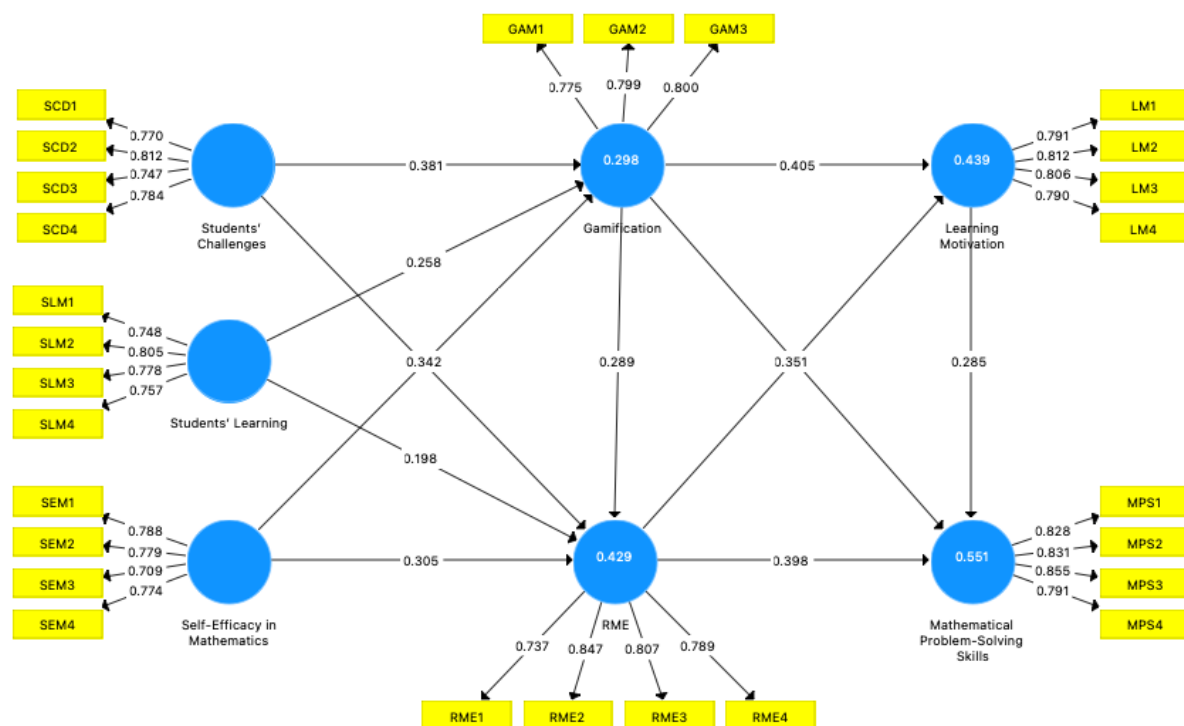 GAM1
GAM2
GAM3
0.775
0.799
0.800
SCD1
SCD2
SCD3
SCD4
0.770
0.812
0.747
0.784
Students'
Challenges
0.381
0.298
Gamification
0.405
0.439
Learning
Motivation
0.791
0.812
0.806
0.790
LM1
LM2
LM3
LM4
0.258
SLM1
SLM2
SLM3
SLM4
0.748
0.805
0.778
0.757
Students' Learning
0.342
0.289
0.351
0.285
0.198
SEM1
SEM2
SEM3
SEM4
0.788
0.779
0.709
0.774
Self-Efficacy in
Mathematics
0.305
0.429
RME
0.398
0.551
Mathematical
Problem-Solving
Skills
0.828
0.831
0.855
0.791
MPS1
MPS2
MPS3
MPS4
0.737
0.847
0.807
0.789
RME1
RME2
RME3
RME4